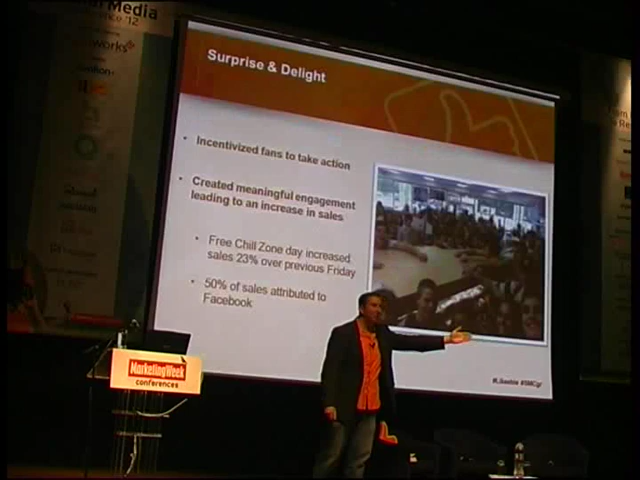 Media
'12
Surprise & Delight
• Incentivized fans to take action
• Created meaningful engagement
leading to an increase in sales
• Free Chill Zone day increased
sales 23% over previous Friday
• 50% of sales attributed to
Facebook
MarketingWeek
conferences